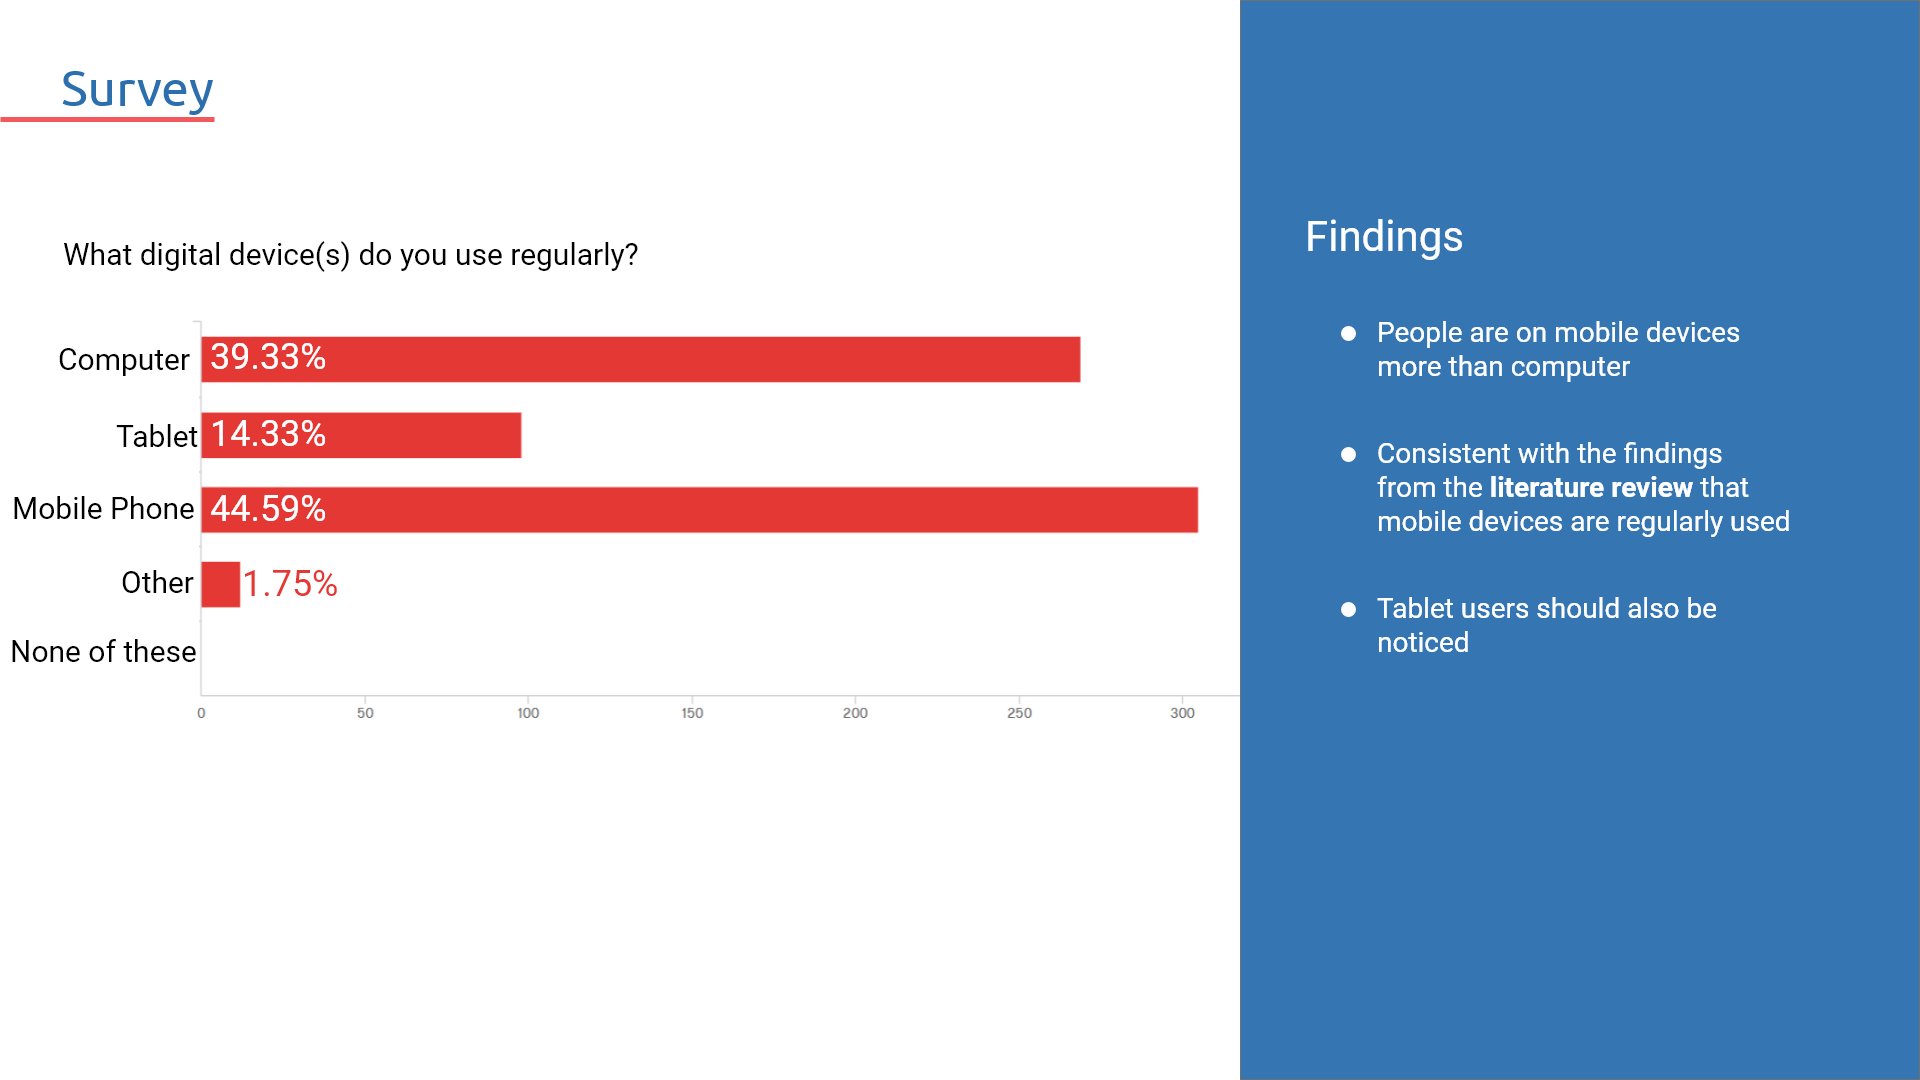 Survey
What digital device(s) do you use regularly?
Computer 39.33%
Tablet 14.33%
Mobile Phone 44.59%
Other 1.75%
None of these
0 50 100 150 200 250 300
Findings
People are on mobile devices
more than computer
Consistent with the findings
from the literature review that
mobile devices are regularly used
Tablet users should also be
noticed